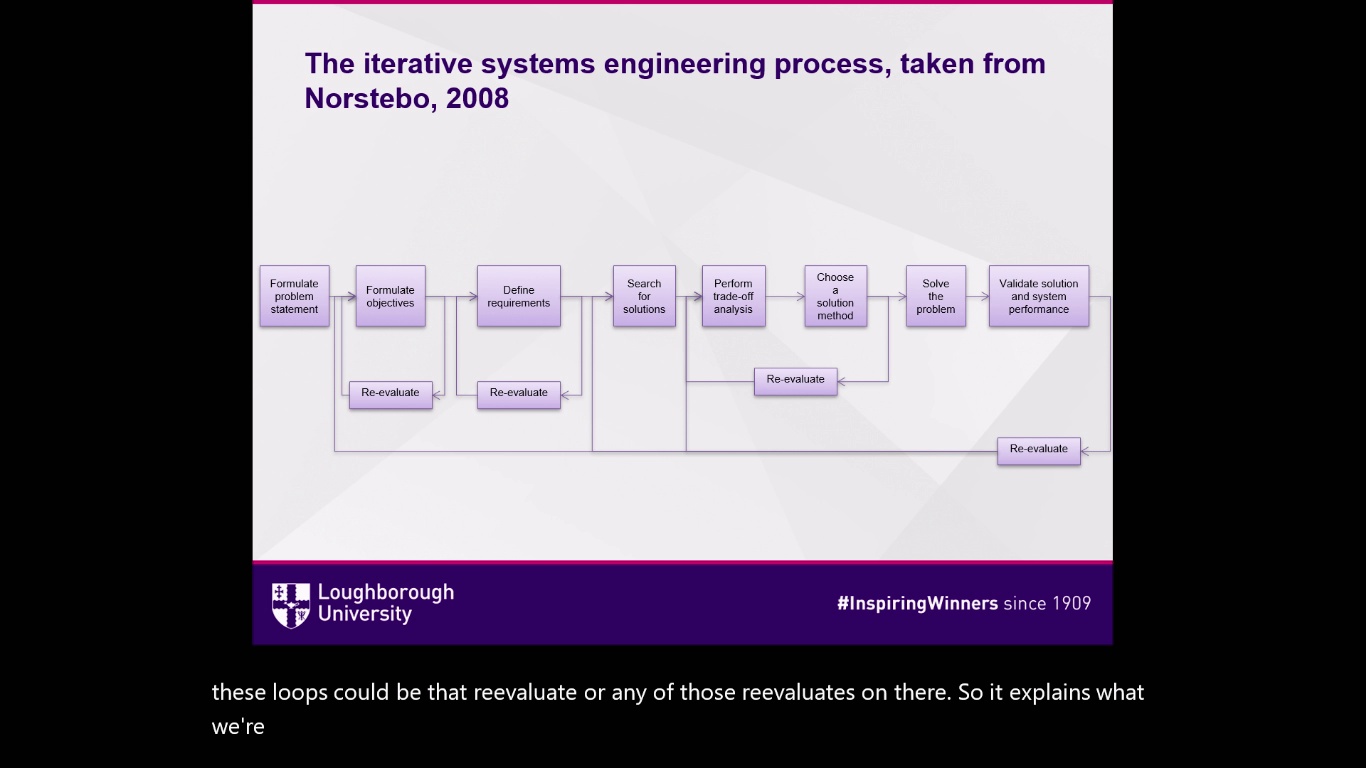 The iterative systems engineering process, taken from
Norstebo, 2008
Formulate
problem
statement
Formulate
objectives
Define
requirements
Search
for
solutions
Perform
trade-off
analysis
Choose
a
solution
method
Solve
the
problem
Validate solution
and system
performance
Re-evaluate
Re-evaluate
Re-evaluate
Re-evaluate
Loughborough
University
#InspiringWinners since 1909
these loops could be that reevaluate or any of those reevaluates on there. So it explains what
we're